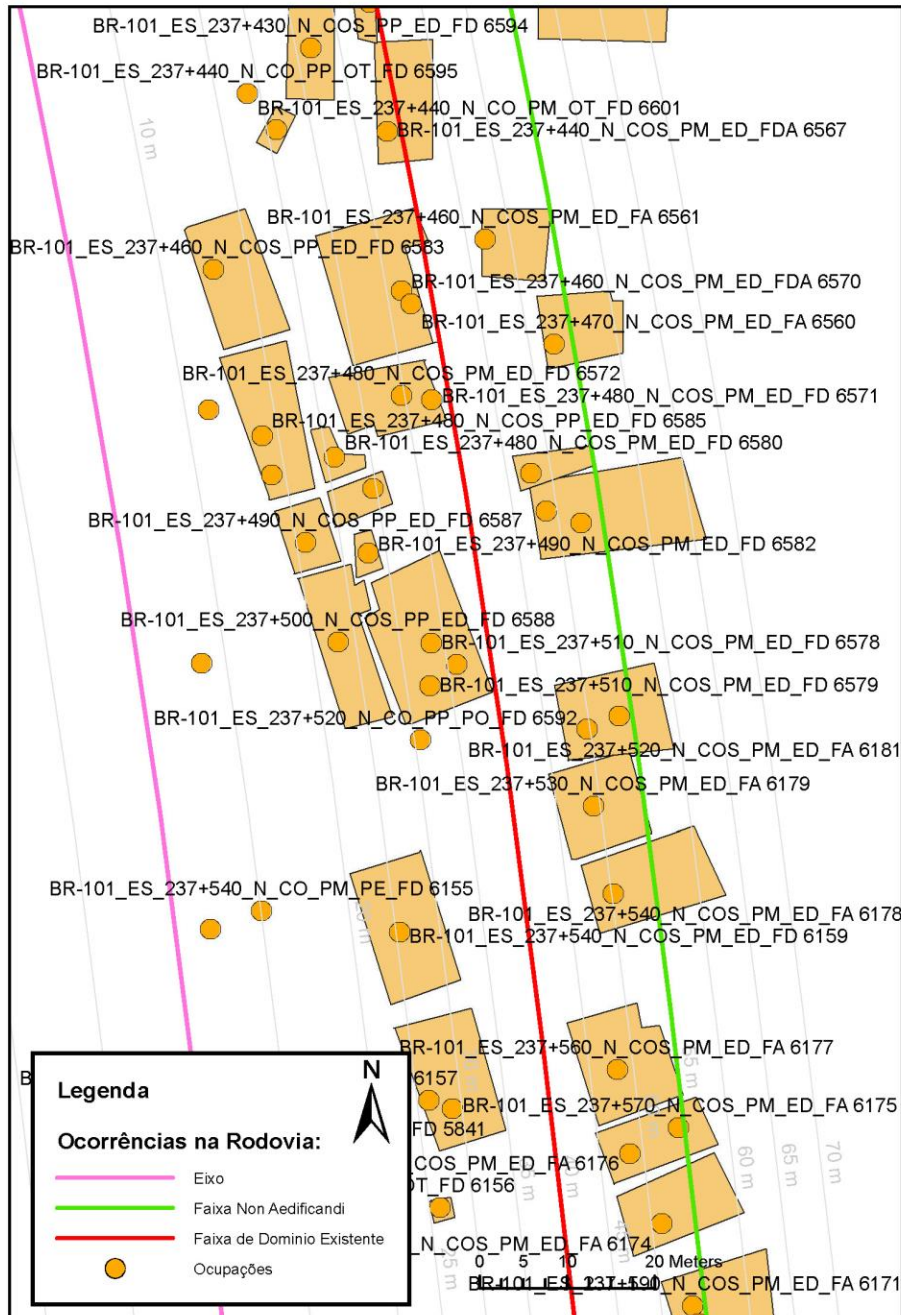 BR-101_ES_237+430_N_COS_PP_ED_FD 6594
BR-101_ES_237+440_N_CO_PP_OT_FD 6595
BR-101_ES_237+440_N_CO_PM_OT_FD 6601
BR-101_ES_237+440_N_COS_PM_ED_FDA 6567
10 m
BR-101_ES_237+460_N_COS_PM_ED_FA 6561
BR-101_ES_237+460_N_COS_PP_ED_FD 6583
BR-101_ES_237+460_N_COS_PM_ED_FDA 6570
BR-101_ES_237+470_N_COS_PM_ED_FA 6560
BR-101_ES_237+480_N_COS_PM_ED_FD 6572
BR-101_ES_237+480_N_COS_PM_ED_FD 6571
BR-101_ES_237+480_N_COS_PP_ED_FD 6585
BR-101_ES_237+480_N_COS_PM_ED_FD 6580
BR-101_ES_237+490_N_COS_PP_ED_FD 6587
BR-101_ES_237+490_N_COS_PM_ED_FD 6582
BR-101_ES_237+500_N_COS_PP_ED_FD 6588
BR-101_ES_237+510_N_COS_PM_ED_FD 6578
BR-101_ES_237+510_N_COS_PM_ED_FD 6579
BR-101_ES_237+520_N_CO_PP_PO_FD 6592
BR-101_ES_237+520_N_COS_PM_ED_FA 6181
BR-101_ES_237+530_N_COS_PM_ED_FA 6179
BR-101_ES_237+540_N_CO_PM_PE_FD 6155
BR-101_ES_237+540_N_COS_PM_ED_FA 6178
BR-101_ES_237+540_N_COS_PM_ED_FD 6159
BR-101_ES_237+560_N_COS_PM_ED_FA 6177
6157
BR-101_ES_237+570_N_COS_PM_ED_FA 6175
FD 5841
COS_PM_ED_FA 6176
OT_FD 6156
N_COS_PM_ED_FA 6174
BR-101_ES_237+590_N_COS_PM_ED_FA 6171
25 m
40 m
60 m
65 m
70 m
0 5 10 20 Meters
N
Legenda
Ocorrências na Rodovia:
Eixo
Faixa Non Aedificandi
Faixa de Dominio Existente
Ocupações